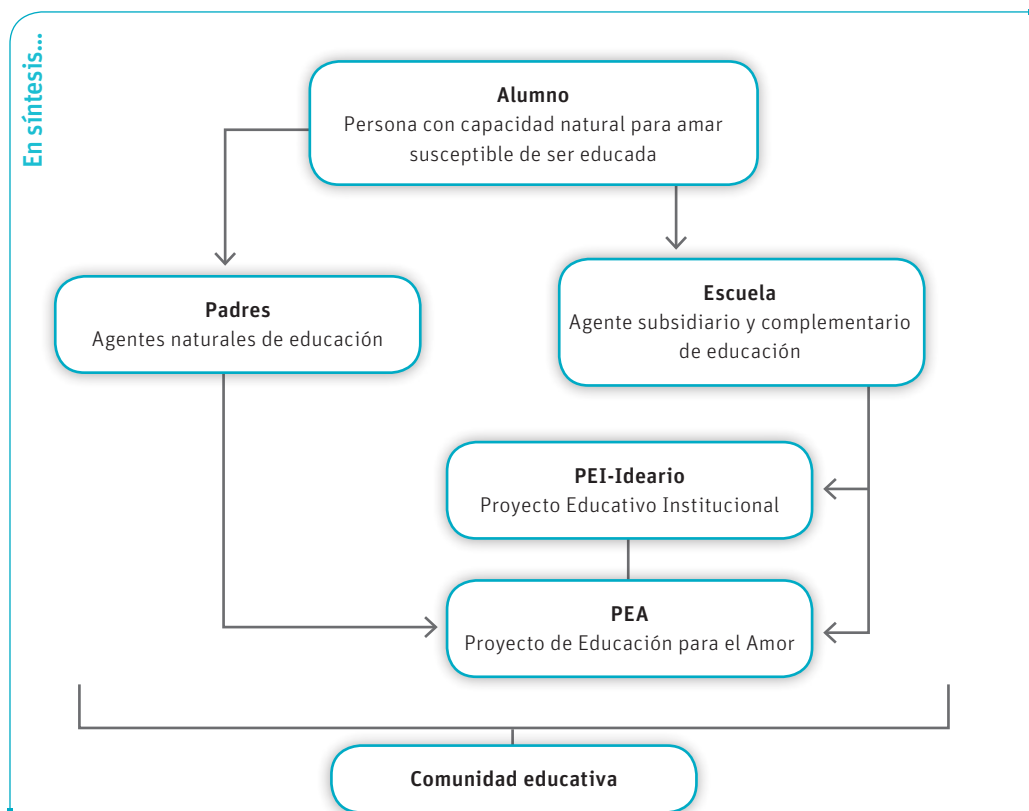 En síntesis...
Alumno
Persona con capacidad natural para amar
susceptible de ser educada
Padres
Agentes naturales de educación
Escuela
Agente subsidiario y complementario
de educación
PEI-Ideario
Proyecto Educativo Institucional
PEA
Proyecto de Educación para el Amor
Comunidad educativa